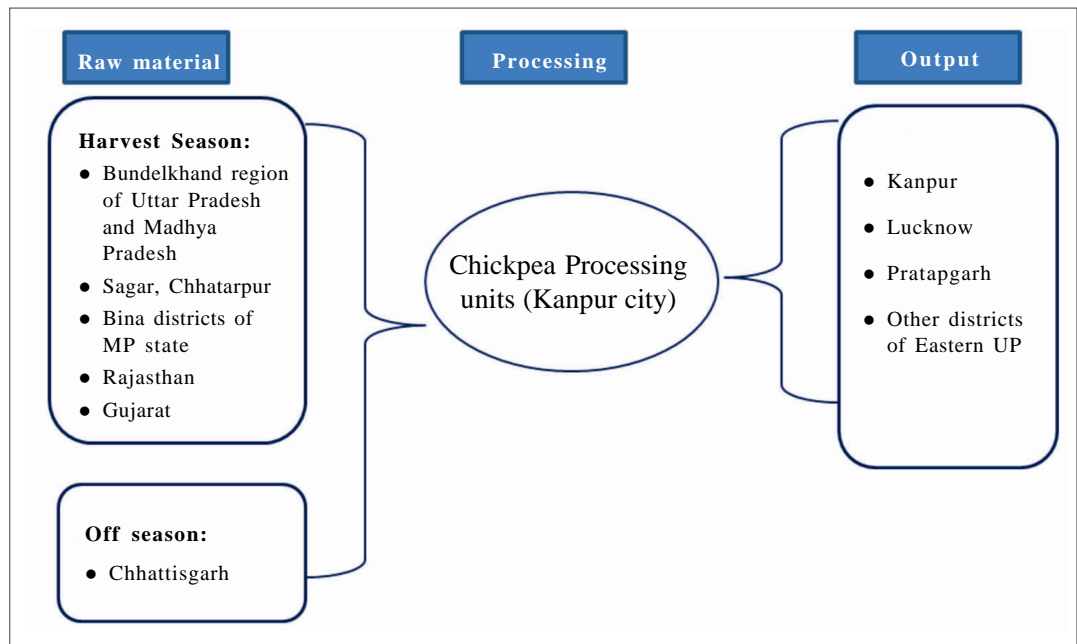 Raw material
Processing
Output
Harvest Season:
● Bundelkhand region
of Uttar Pradesh
and Madhya
Pradesh
● Sagar, Chhatarpur
● Bina districts of
MP state
● Rajasthan
● Gujarat
Off season:
● Chhattisgarh
Chickpea Processing
units (Kanpur city)
● Kanpur
● Lucknow
● Pratapgarh
● Other districts
of Eastern UP